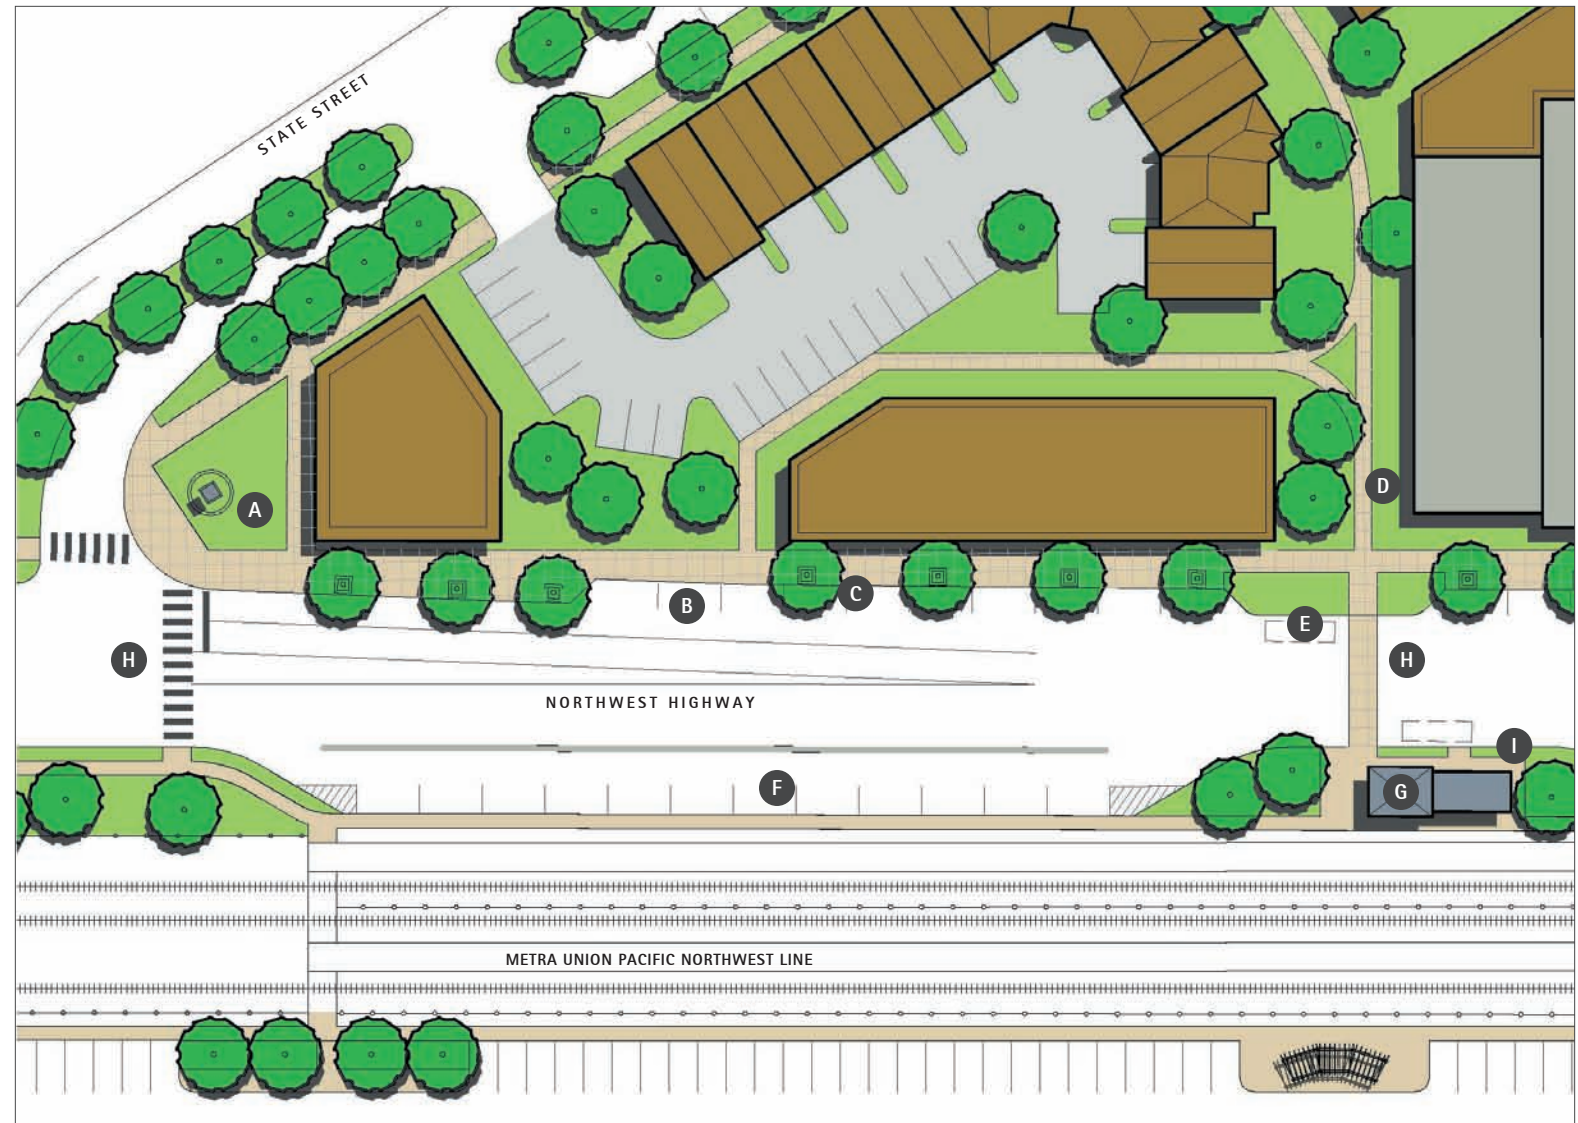 STATE STREET
A
D
B
C
E
H
H
NORTHWEST HIGHWAY
I
F
G
METRA UNION PACIFIC NORTHWEST LINE